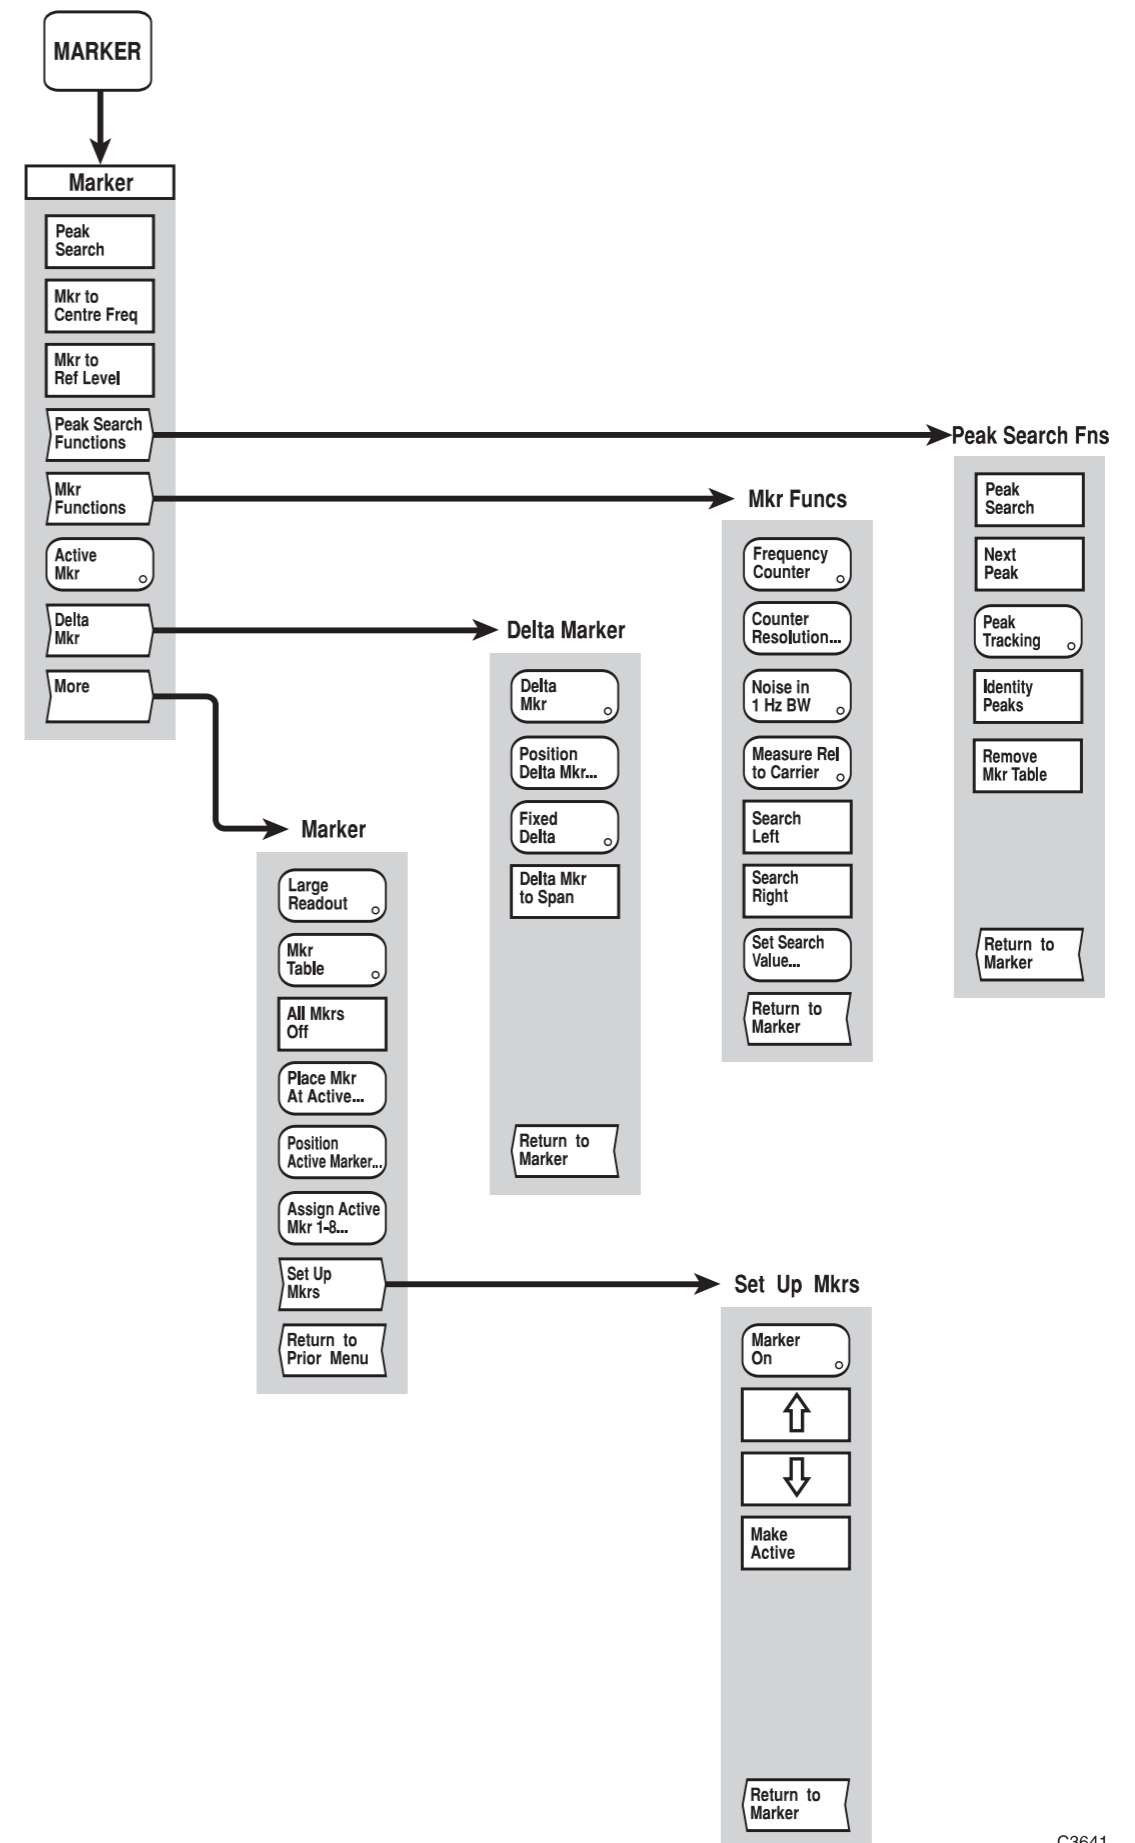 MARKER
Marker
Peak
Search
Mkr to
Centre Freq
Mkr to
Ref Level
Peak Search
Functions
Mkr
Functions
Active
Mkr
Delta
Mkr
More
Peak Search Fns
Peak
Search
Next
Peak
Peak
Tracking
Identity
Peaks
Remove
Mkr Table
Return to
Marker
Mkr Funcs
Frequency
Counter
Counter
Resolution...
Noise in
1 Hz BW
Measure Rel
to Carrier
Search
Left
Search
Right
Set Search
Value...
Return to
Marker
Delta Marker
Delta
Mkr
Position
Delta Mkr...
Fixed
Delta
Delta Mkr
to Span
Return to
Marker
Marker
Large
Readout
Mkr
Table
All Mkrs
Off
Place Mkr
At Active...
Position
Active Marker...
Assign Active
Mkr 1-8...
Set Up
Mkrs
Return to
Prior Menu
Set Up Mkrs
Marker
On
Make
Active
Return to
Marker
C3641